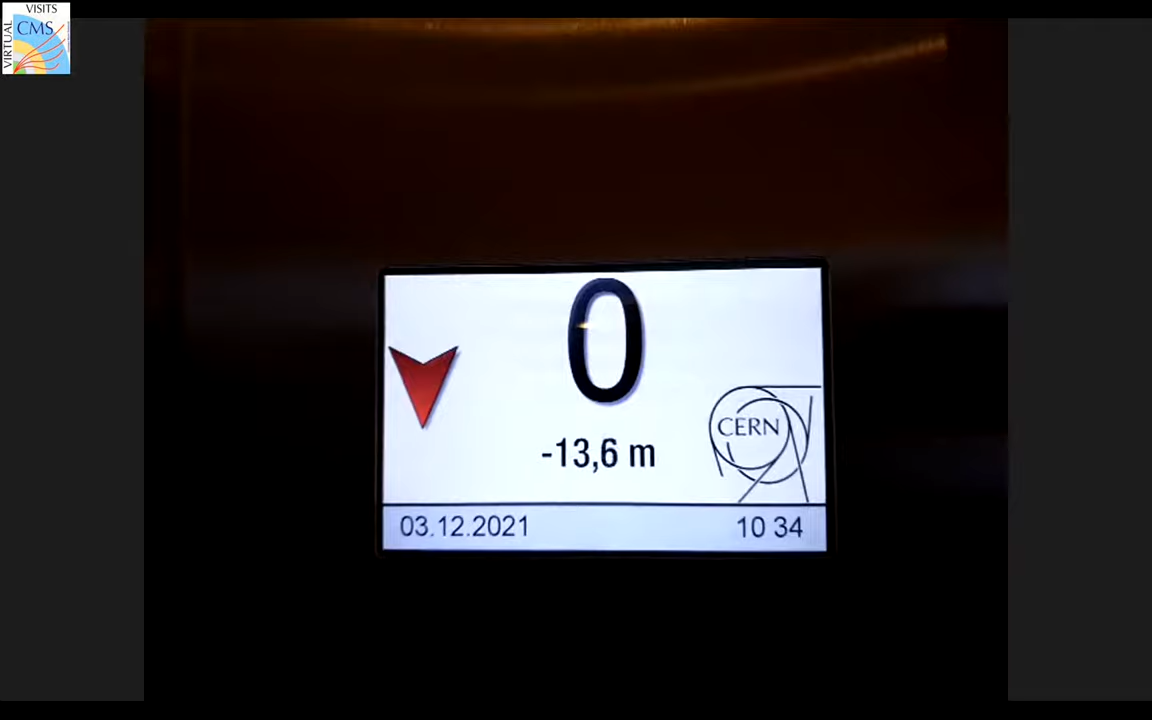 VISITS
VIRTUAL
CMS
0
-13,6 m
CERN
03.12.2021
10 34